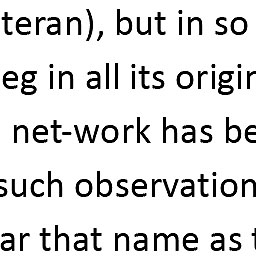 teran), but in so
eg in all its origin
net-work has be
such observation
ar that name as t